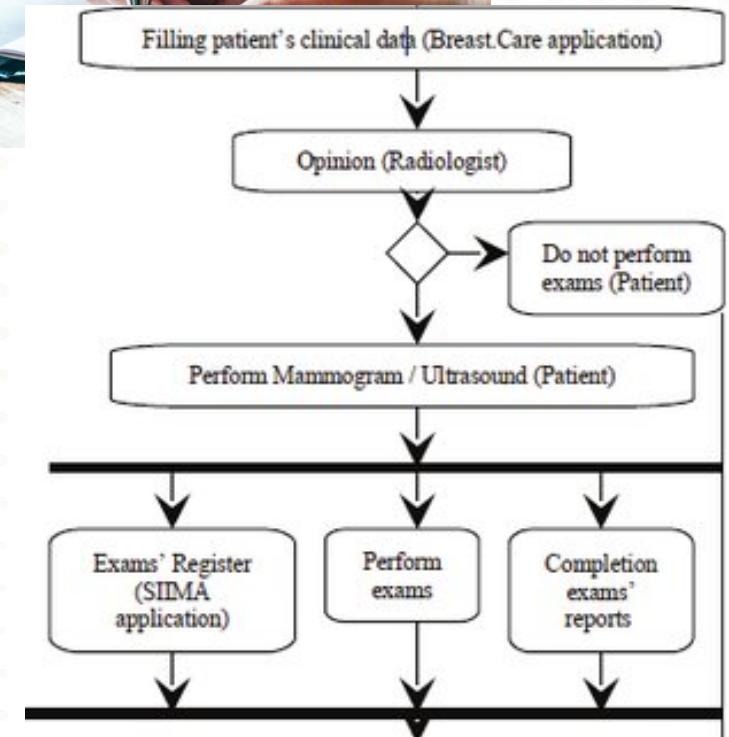 Filling patient's clinical data (Breast.Care application)
Opinion (Radiologist)
Do not perform
exams (Patient)
Perform Mammogram / Ultrasound (Patient)
Exams' Register
(SIIMA
application)
Perform
exams
Completion
exams'
reports